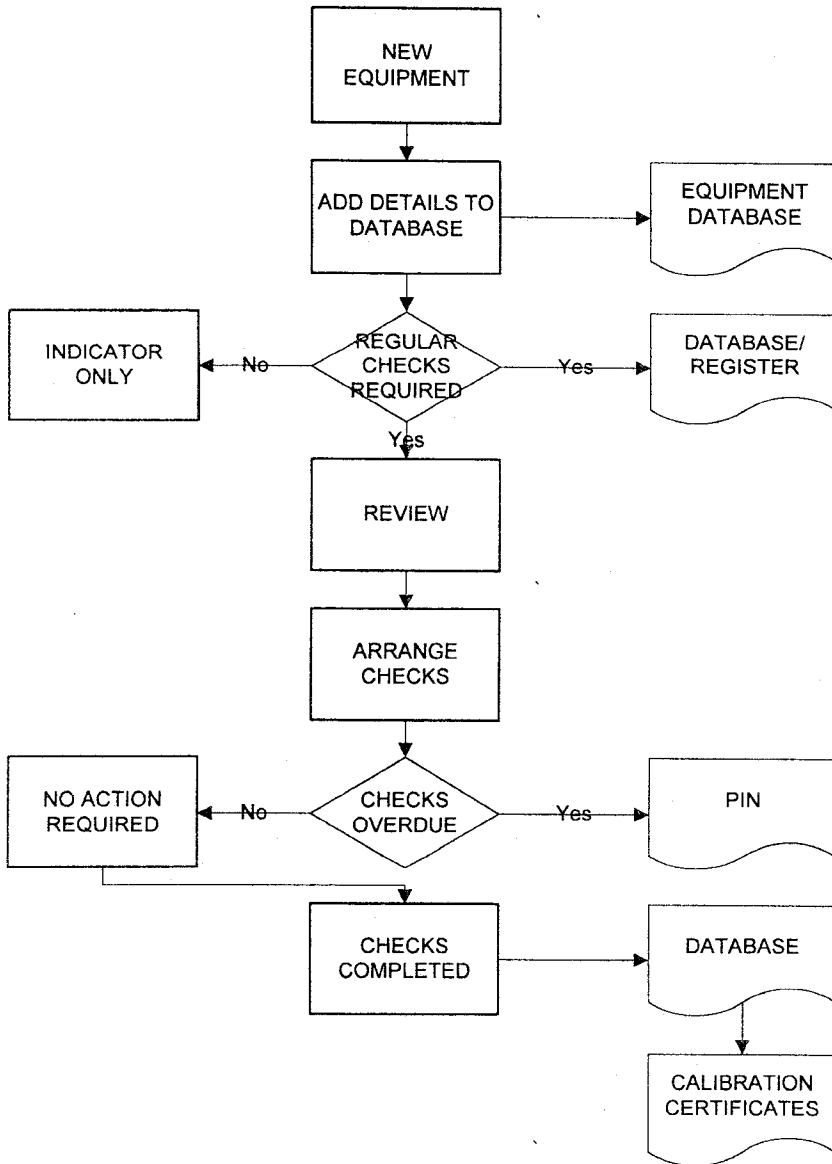 NEW
EQUIPMENT
ADD DETAILS TO
DATABASE
EQUIPMENT
DATABASE
INDICATOR
ONLY
No
REGULAR
CHECKS
REQUIRED
Yes
DATABASE/
REGISTER
Yes
REVIEW
ARRANGE
CHECKS
NO ACTION
REQUIRED
No
CHECKS
OVERDUE
Yes
PIN
CHECKS
COMPLETED
DATABASE
CALIBRATION
CERTIFICATES